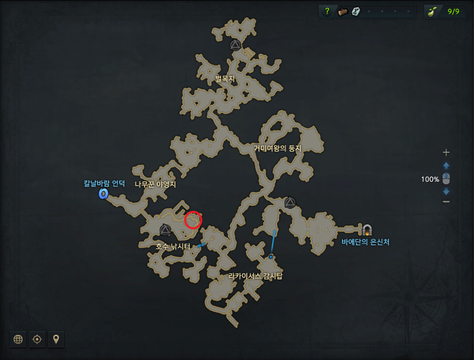 ? 9/9
벌목지
거미여왕의 둥지
나무꾼 야영지
칼날바람 언덕
100%
호수 낚시터
바에단의 은신처
라카이서스 감시탑